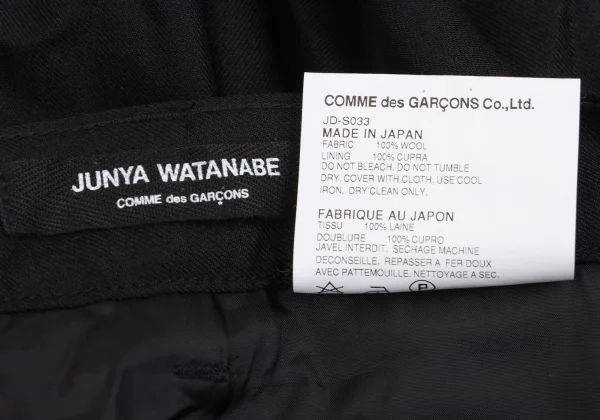 JUNYA WATANABE
COMME des GARÇONS
COMME des GARÇONS Co.,Ltd.
JD-S033
MADE IN JAPAN
FABRIC 100% WOOL
LINING 100% CUPRA
DO NOT BLEACH. DO NOT TUMBLE
DRY. COVER WITH CLOTH, USE COOL
IRON. DRY CLEAN ONLY.
FABRIQUE AU JAPON
TISSU 100% LAINE
DOUBLURE 100% CUPRO
JAVEL INTERDIT. SECHAGE MACHINE
DECONSEILLE. REPASSER A FER DOUX
AVEC PATTEMOUILLE. NETTOYAGE A SEC.
P